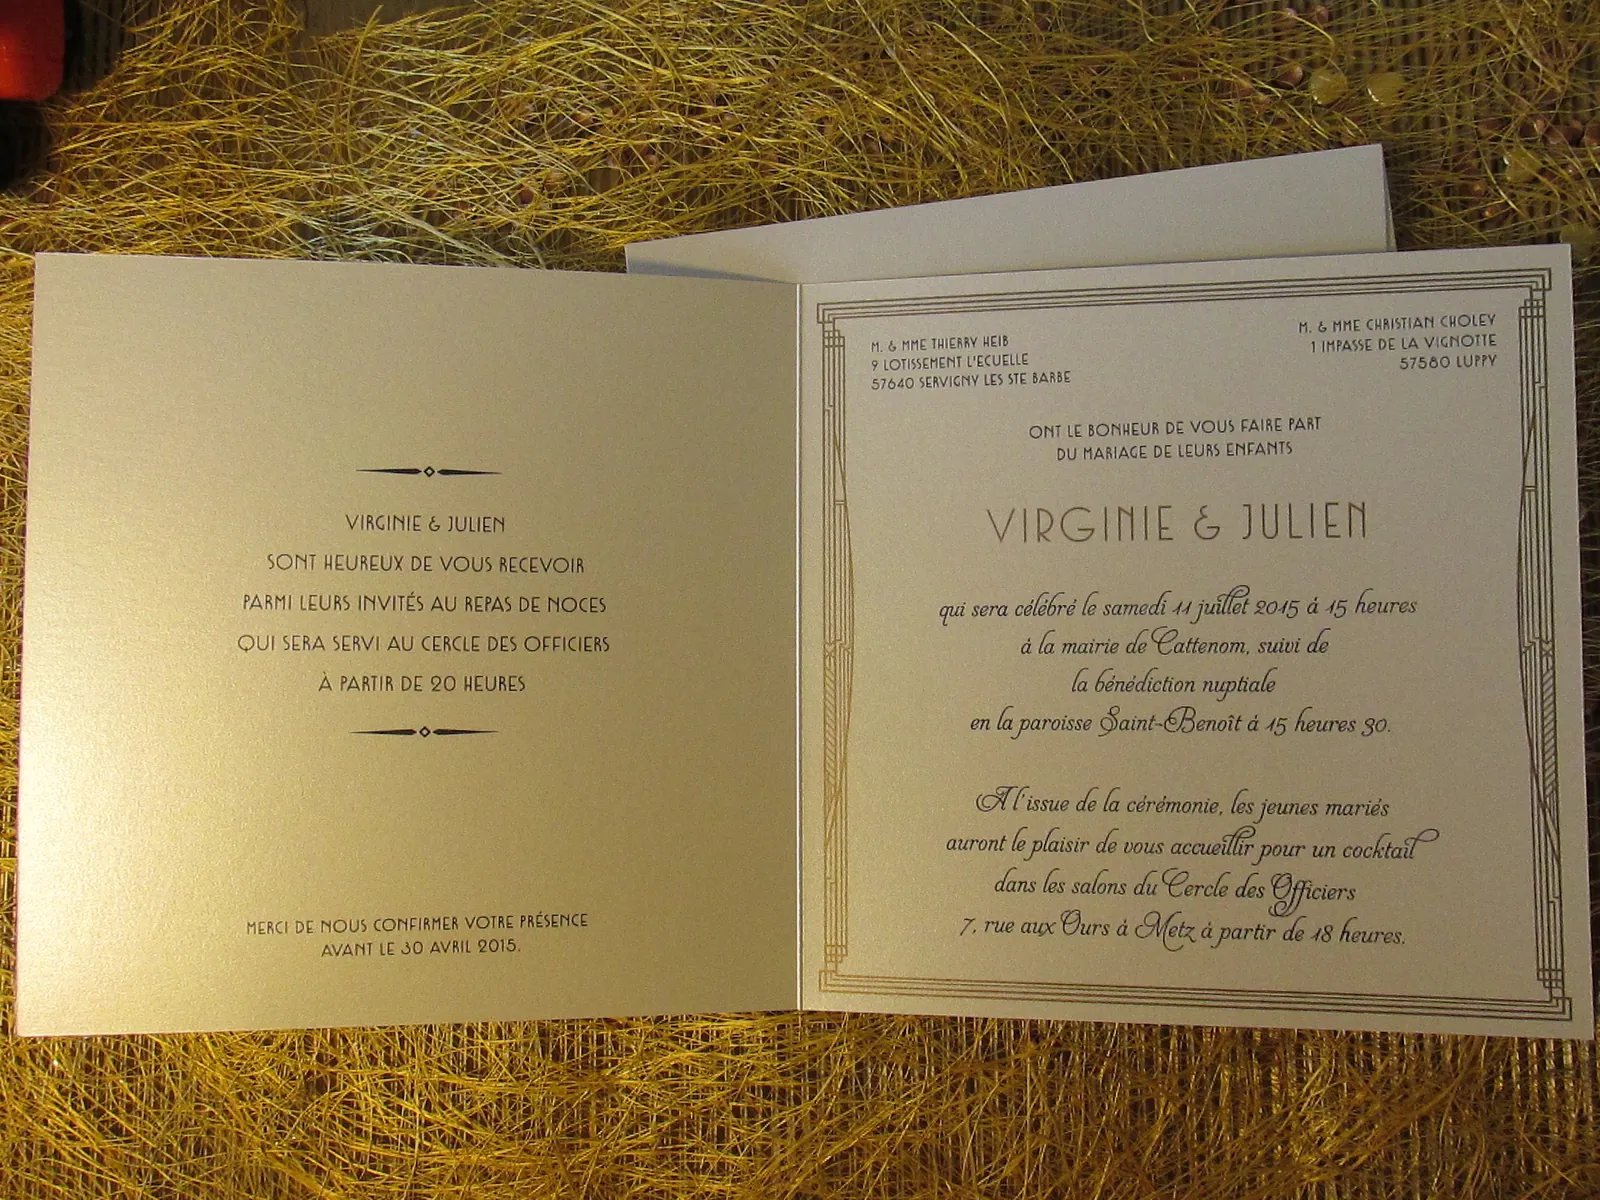 VIRGINIE & JULIEN
SONT HEUREUX DE VOUS RECEVOIR
PARMI LEURS INVITÉS AU REPAS DE NOCES
QUI SERA SERVI AU CERCLE DES OFFICIERS
À PARTIR DE 20 HEURES
MERCI DE NOUS CONFIRMER VOTRE PRÉSENCE
AVANT LE 30 AVRIL 2015.
M. & MME THIERRY HEIB
9 LOTISSEMENT L'ECUELLE
57640 SERVIGNY LES STE BARBE
M. & MME CHRISTIAN CHOLEY
1 IMPASSE DE LA VIGNOTTE
57580 LUPPY
ONT LE BONHEUR DE VOUS FAIRE PART
DU MARIAGE DE LEURS ENFANTS
VIRGINIE & JULIEN
qui sera célébré le samedi 11 juillet 2015 à 15 heures
à la mairie de Cattenom, suivi de
la bénédiction nuptiale
en la paroisse Saint-Benoît à 15 heures 30.
A l'issue de la cérémonie, les jeunes mariés
auront le plaisir de vous accueillir pour un cocktail
dans les salons du Cercle des Officiers
7, rue aux Ours à Metz à partir de 18 heures.